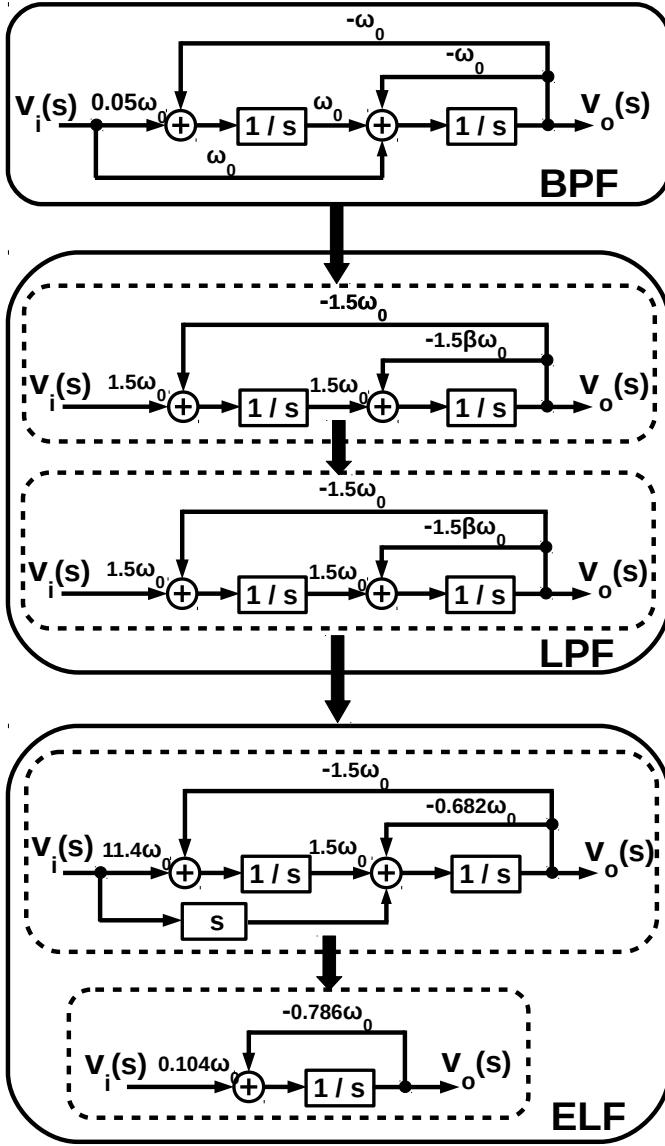 -ω₀
-ω₀
vᵢ(s) 0.05ω₀ + 1 / s ω₀ + 1 / s vₒ(s)
ω₀
BPF
-1.5ω₀
-1.5βω₀
vᵢ(s) 1.5ω₀ + 1 / s 1.5ω₀ + 1 / s vₒ(s)
-1.5ω₀
-1.5βω₀
vᵢ(s) 1.5ω₀ + 1 / s 1.5ω₀ + 1 / s vₒ(s)
LPF
-1.5ω₀
-0.682ω₀
vᵢ(s) 11.4ω₀ + 1 / s 1.5ω₀ + 1 / s vₒ(s)
s
-0.786ω₀
vᵢ(s) 0.104ω₀ + 1 / s vₒ(s)
ELF